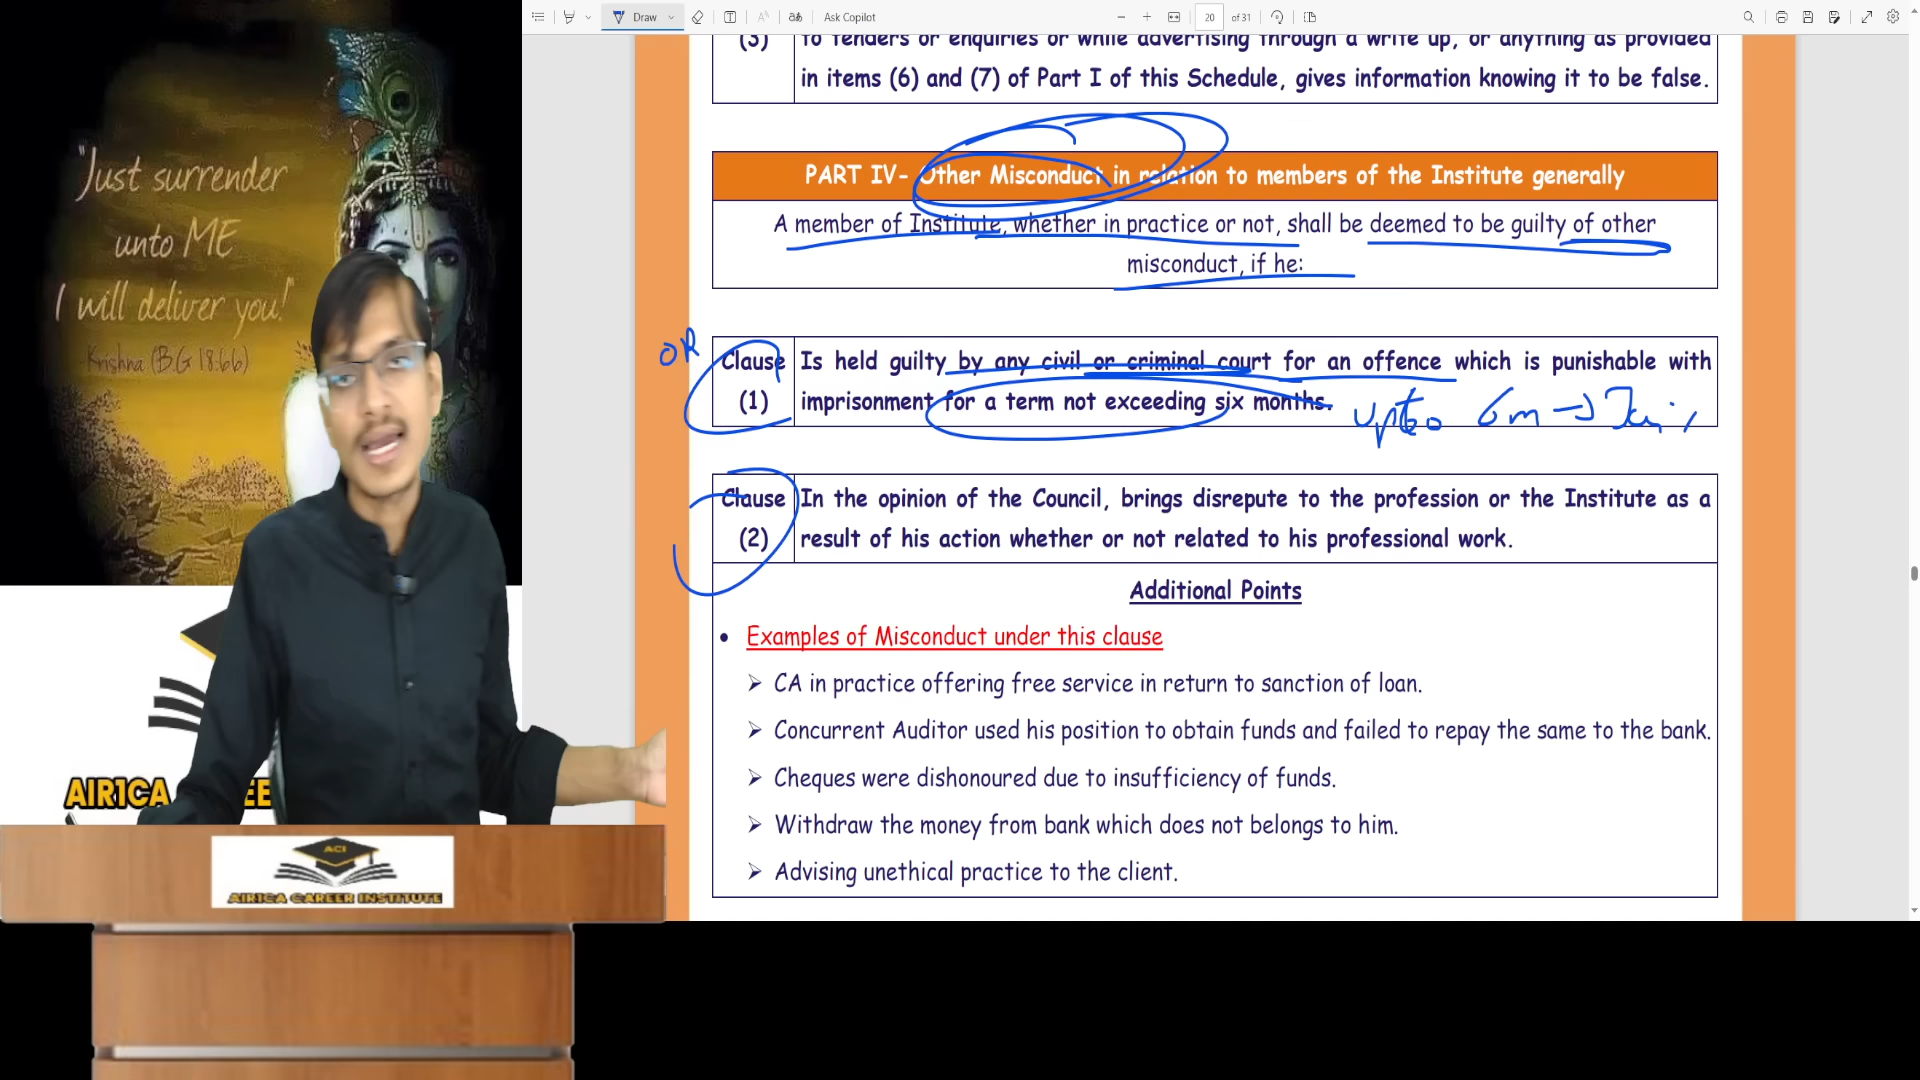 "Just surrender
unto ME
I will deliver you!"
- Krishna (B.G 18:66)
AIR1CA
EE
ACI
AIR1CA CAREER INSTITUTE
Draw
Ask Copilot
20
of 31
(3)
to tenders or enquiries or while advertising through a write up, or anything as provided
in items (6) and (7) of Part I of this Schedule, gives information knowing it to be false.
PART IV- Other Misconduct in relation to members of the Institute generally
A member of Institute, whether in practice or not, shall be deemed to be guilty of other
misconduct, if he:
OR
Clause
(1)
Is held guilty by any civil or criminal court for an offence which is punishable with
imprisonment for a term not exceeding six months.
upto 6m →
Clause
(2)
In the opinion of the Council, brings disrepute to the profession or the Institute as a
result of his action whether or not related to his professional work.
Additional Points
• Examples of Misconduct under this clause
➢ CA in practice offering free service in return to sanction of loan.
➢ Concurrent Auditor used his position to obtain funds and failed to repay the same to the bank.
➢ Cheques were dishonoured due to insufficiency of funds.
➢ Withdraw the money from bank which does not belongs to him.
➢ Advising unethical practice to the client.